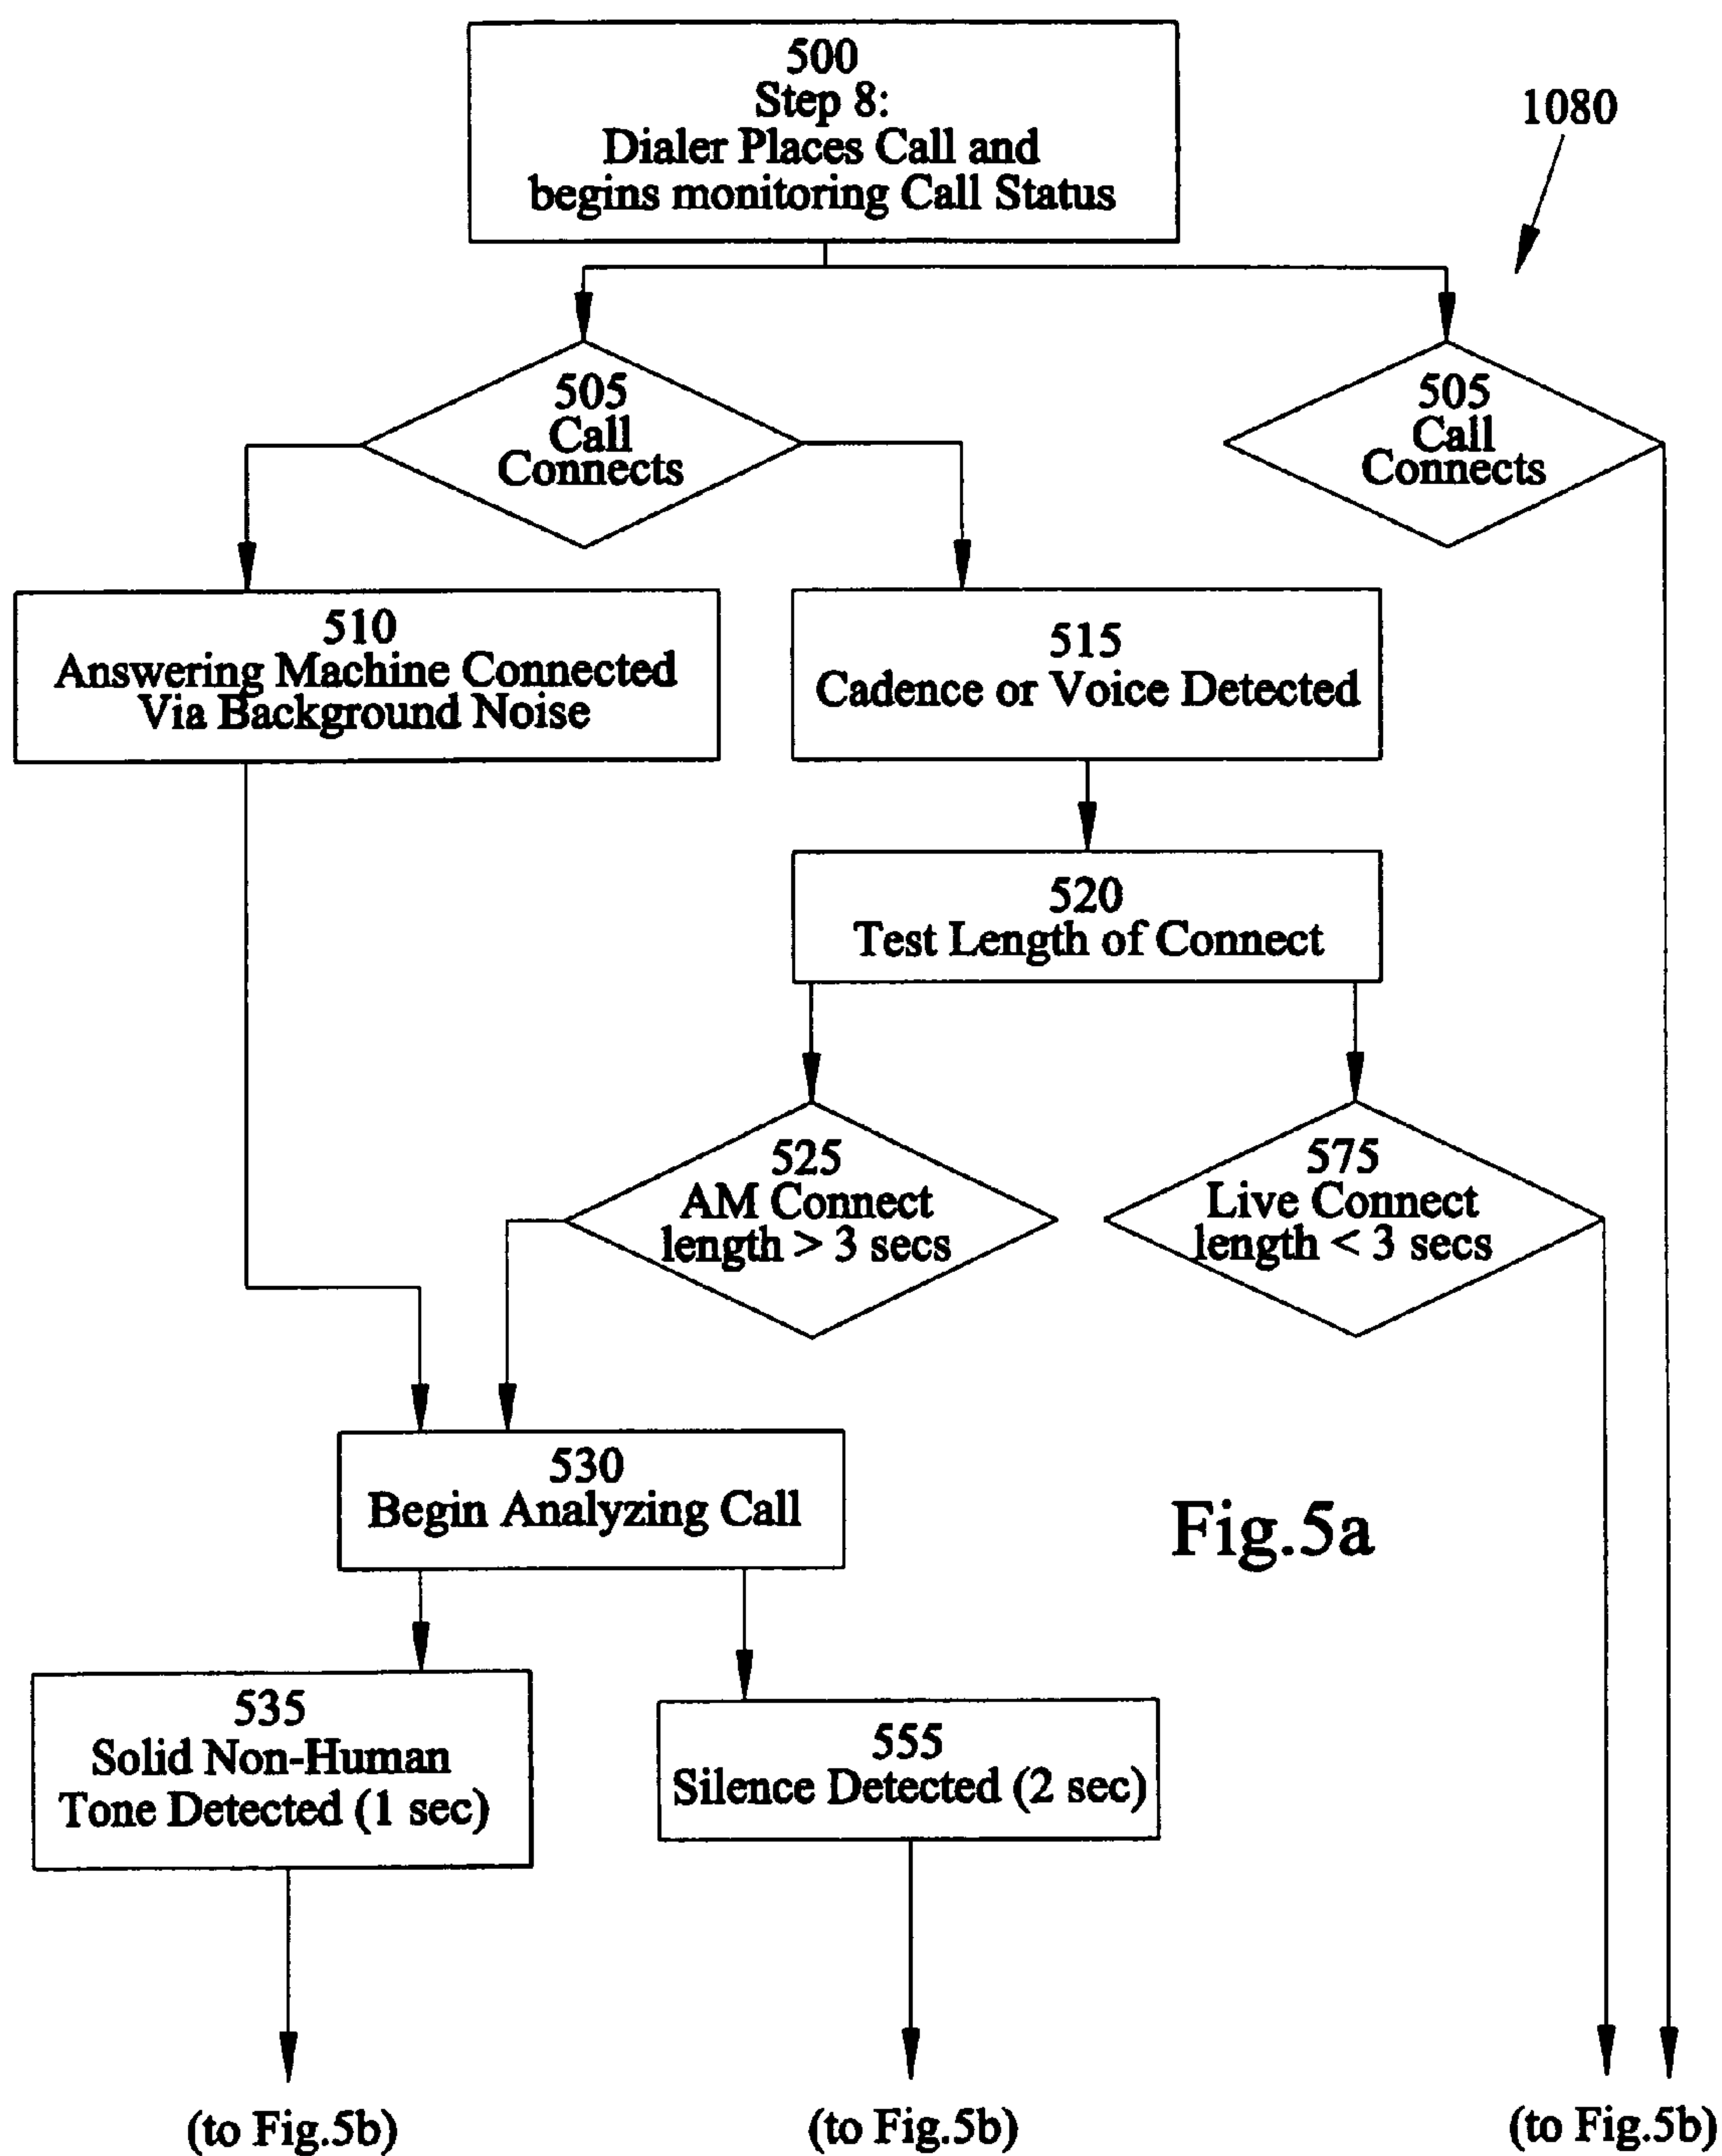 500
Step 8:
Dialer Places Call and
begins monitoring Call Status
1080
505
Call
Connects
505
Call
Connects
510
Answering Machine Connected
Via Background Noise
515
Cadence or Voice Detected
520
Test Length of Connect
525
AM Connect
length > 3 secs
575
Live Connect
length < 3 secs
530
Begin Analyzing Call
Fig.5a
535
Solid Non-Human
Tone Detected (1 sec)
555
Silence Detected (2 sec)
(to Fig.5b)
(to Fig.5b)
(to Fig.5b)